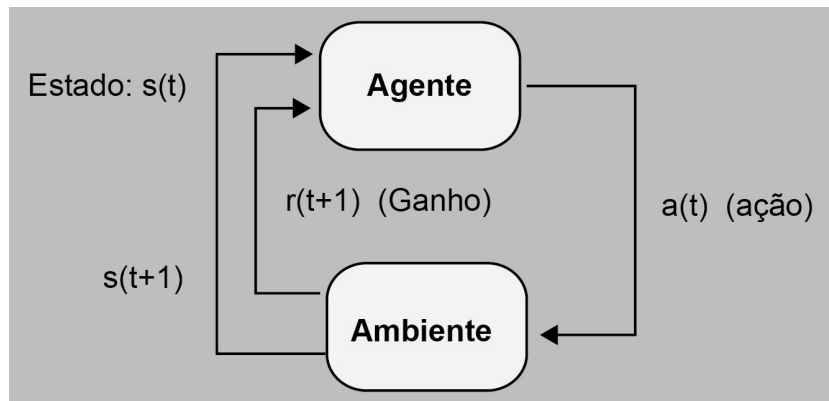 Agente
Estado: s(t)
r(t+1) (Ganho)
a(t) (ação)
s(t+1)
Ambiente